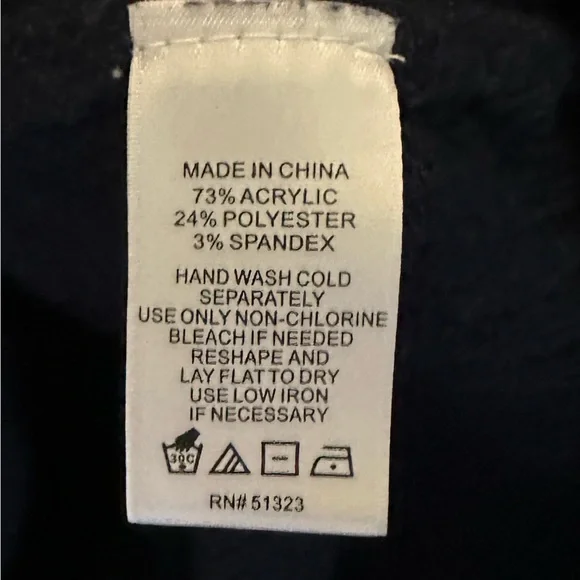 MADE IN CHINA
73% ACRYLIC
24% POLYESTER
3% SPANDEX
HAND WASH COLD
SEPARATELY
USE ONLY NON-CHLORINE
BLEACH IF NEEDED
RESHAPE AND
LAY FLAT TO DRY
USE LOW IRON
IF NECESSARY
30C
RN# 51323